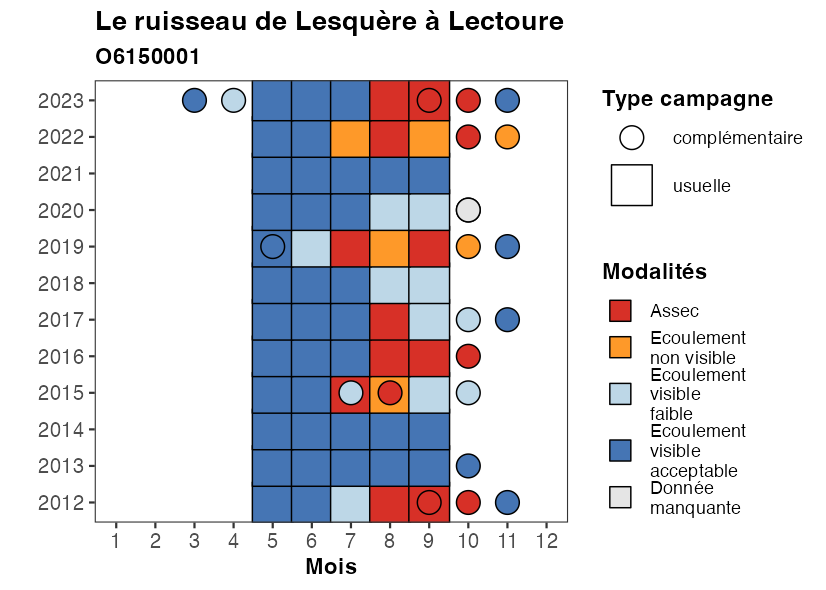 Le ruisseau de Lesquère à Lectoure
O6150001
2023
2022
2021
2020
2019
2018
2017
2016
2015
2014
2013
2012
1 2 3 4 5 6 7 8 9 10 11 12
Mois
Type campagne
complémentaire
usuelle
Modalités
Assec
Ecoulement
non visible
Ecoulement
visible
faible
Ecoulement
visible
acceptable
Donnée
manquante